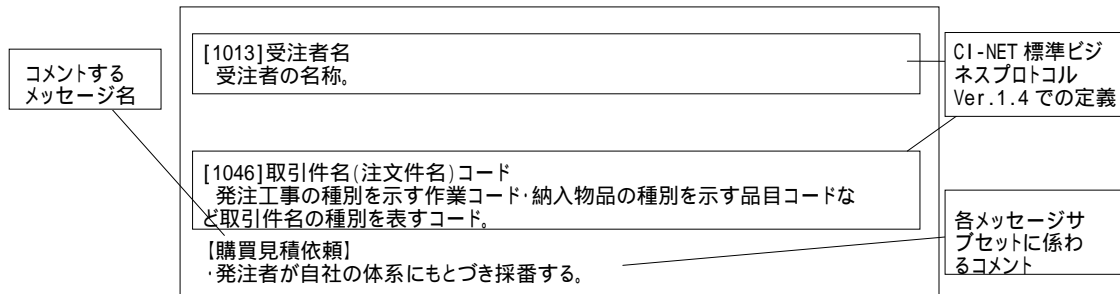 [1013]受注者名
受注者の名称。
コメントする
メッセージ名
CI-NET 標準ビジ
ネスプロトコル
Ver.1.4 での定義
[1046]取引件名(注文件名)コード
発注工事の種別を示す作業コード・納入物品の種別を示す品目コードな
ど取引件名の種別を表すコード。
【購買見積依頼】
・発注者が自社の体系にもとづき採番する。
各メッセージサ
ブセットに係わ
るコメント